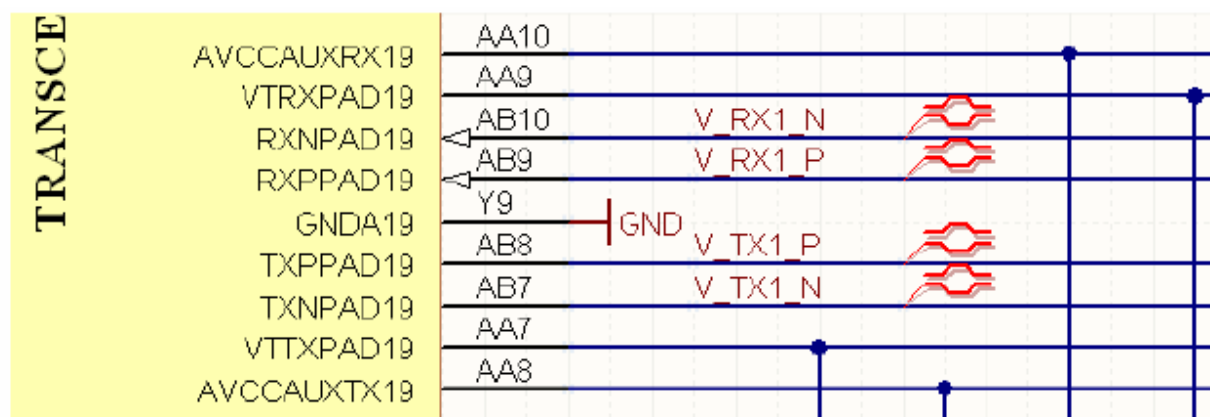 TRANSCE
AVCCAUXRX19 AA10
VTRXPAD19 AA9
RXNPAD19 AB10 V_RX1_N
RXPPAD19 AB9 V_RX1_P
GNDA19 Y9 GND
TXPPAD19 AB8 V_TX1_P
TXNPAD19 AB7 V_TX1_N
VTTXPAD19 AA7
AVCCAUXTX19 AA8